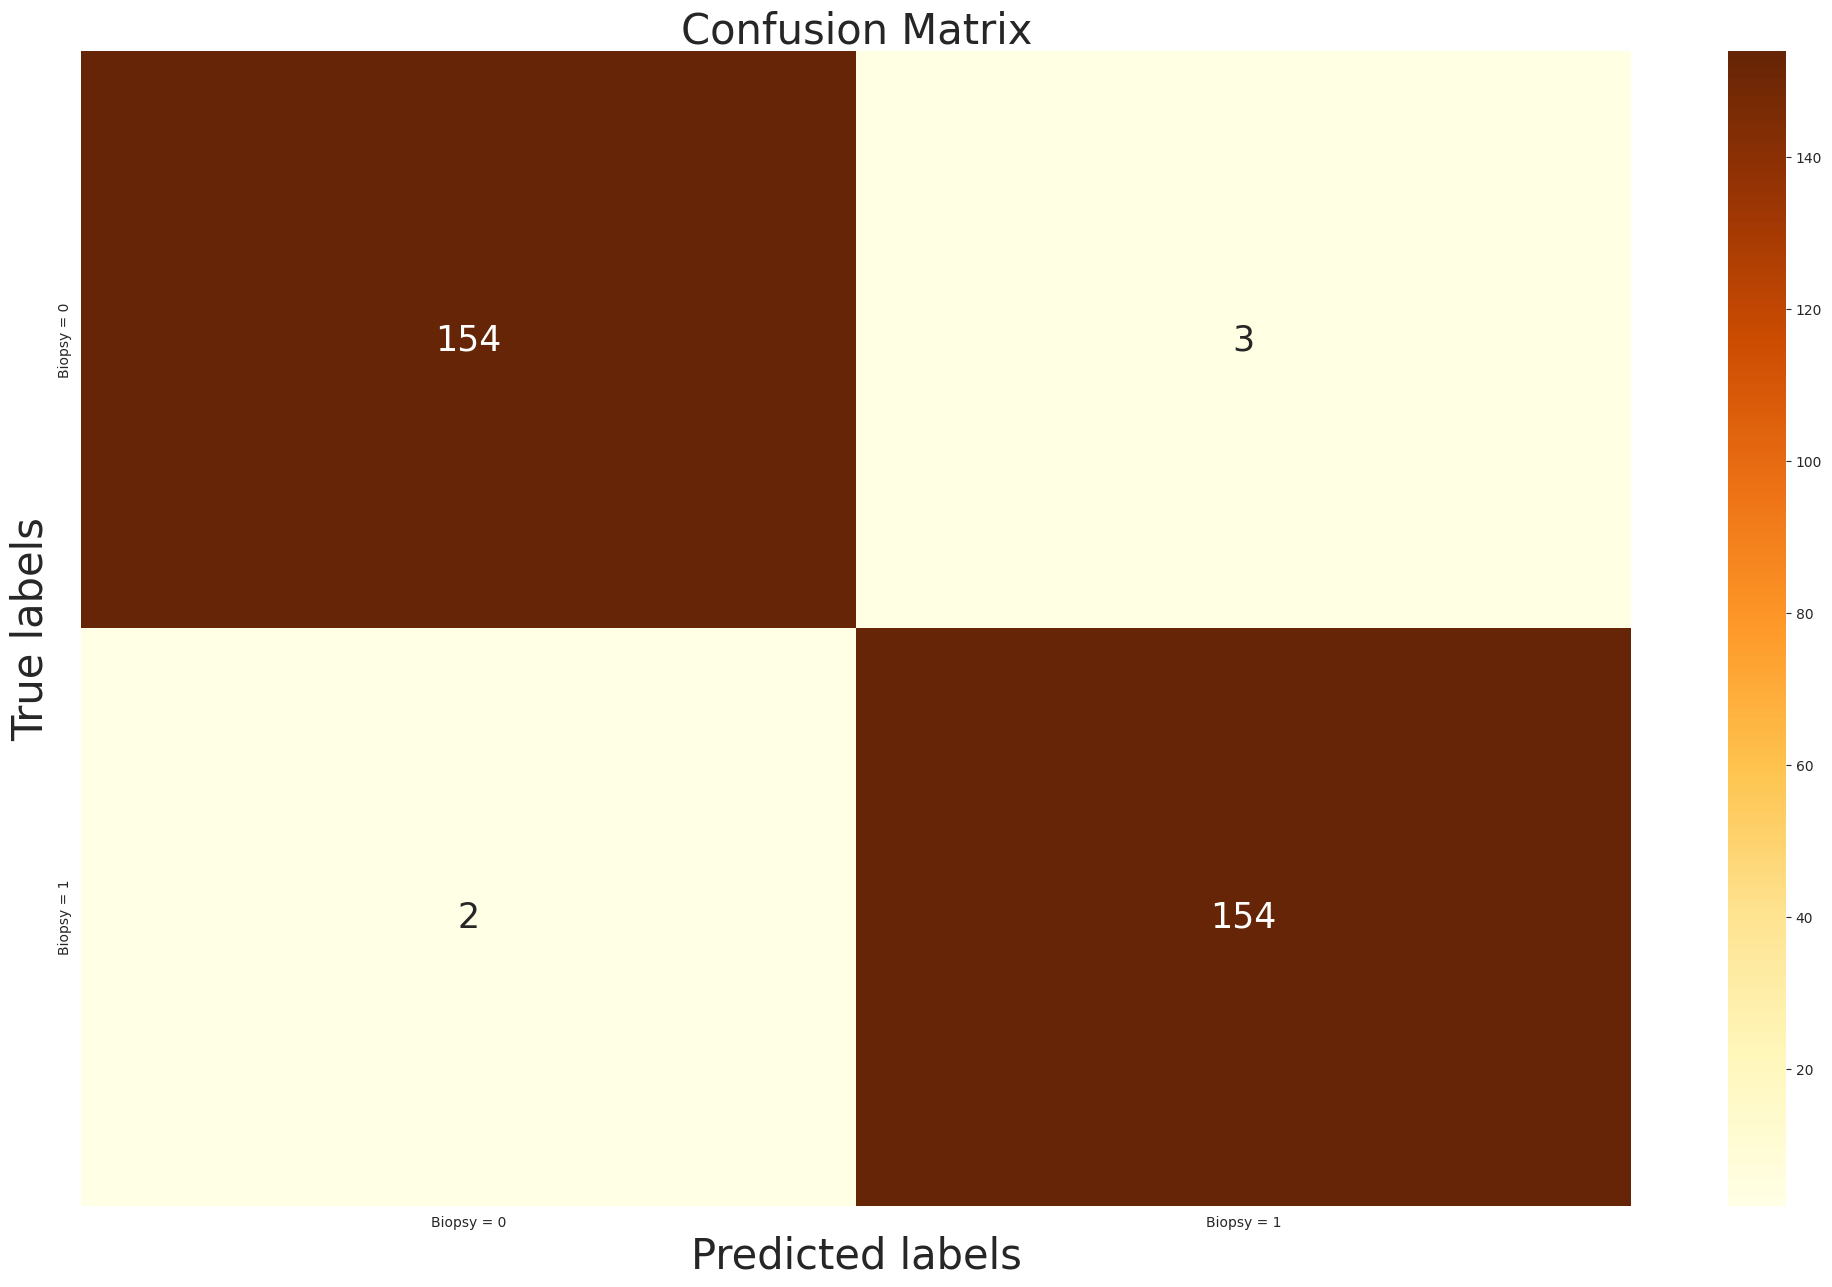 Confusion Matrix
True labels
Biopsy = 0
154
3
Biopsy = 1
2
154
Biopsy = 0
Biopsy = 1
Predicted labels
140
120
100
80
60
40
20